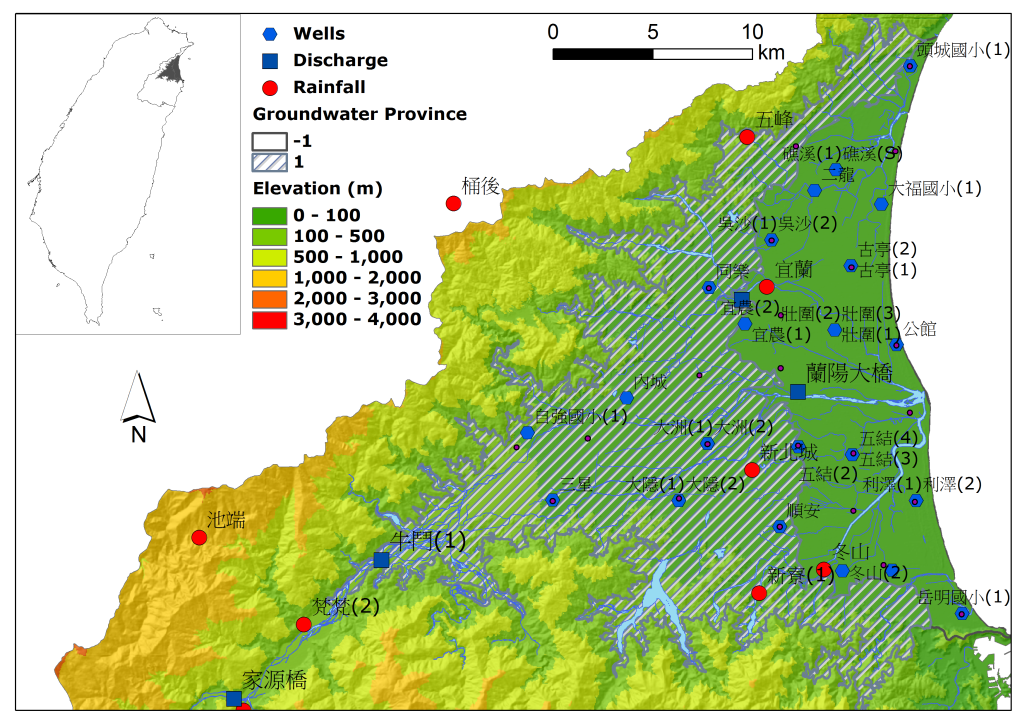 Wells
Discharge
Rainfall
Groundwater Province
-1
1
Elevation (m)
0 - 100
100 - 500
500 - 1,000
1,000 - 2,000
2,000 - 3,000
3,000 - 4,000
0 5 10
km
N
頭城國小(1)
五峰
礁溪(1)礁溪(S)
二龍
桶後
大福國小(1)
吳沙(1)吳沙(2)
古亭(2)
古亭(1)
同樂
宜蘭
宜農(2)
壯圍(2)壯圍(3)
宜農(1)
壯圍(1)
公館
蘭陽大橋
內城
自強國小(1)
大洲(1)大洲(2)
五結(4)
新北城
五結(3)
五結(2)
三星
大隱(1)大隱(2)
利澤(1)利澤(2)
池端
順安
牛鬥(1)
冬山
新寮(1)
冬山(2)
梵梵(2)
岳明國小(1)
家源橋